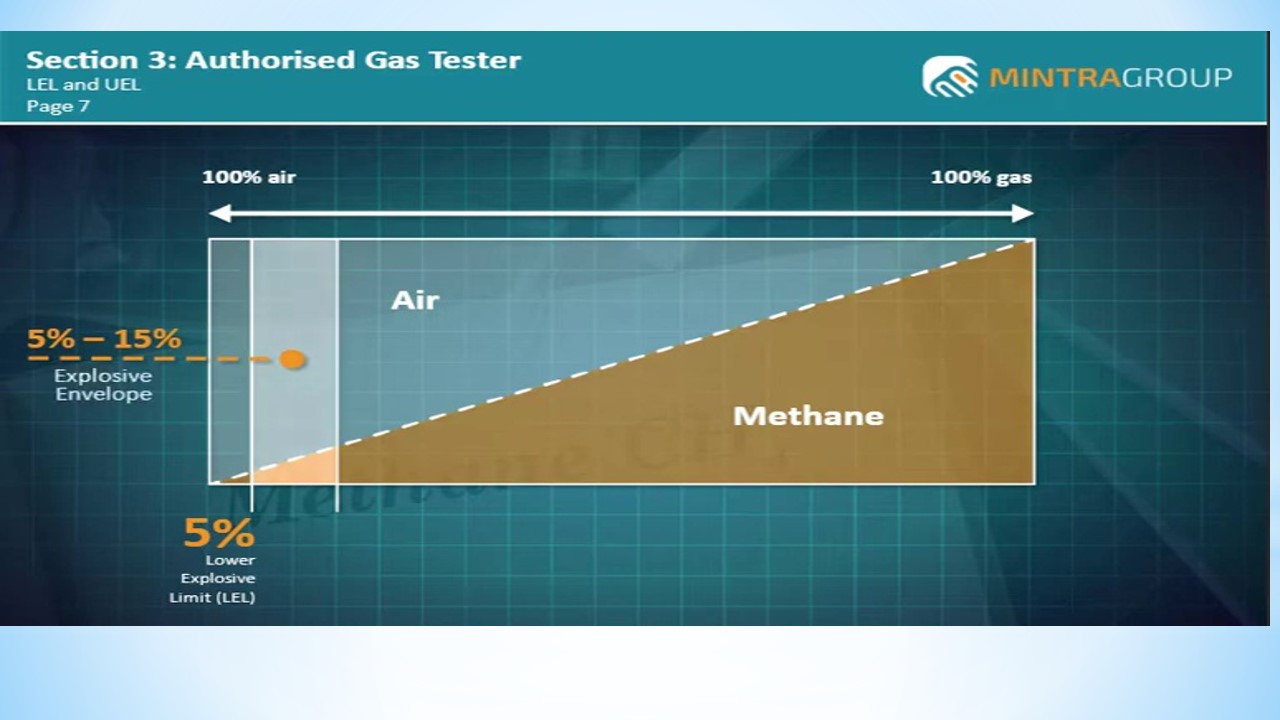 Section 3: Authorised Gas Tester
LEL and UEL
Page 7
MINTRAGROUP
100% air
100% gas
Air
5% – 15%
Explosive
Envelope
Methane
Methane CH4
5%
Lower
Explosive
Limit (LEL)